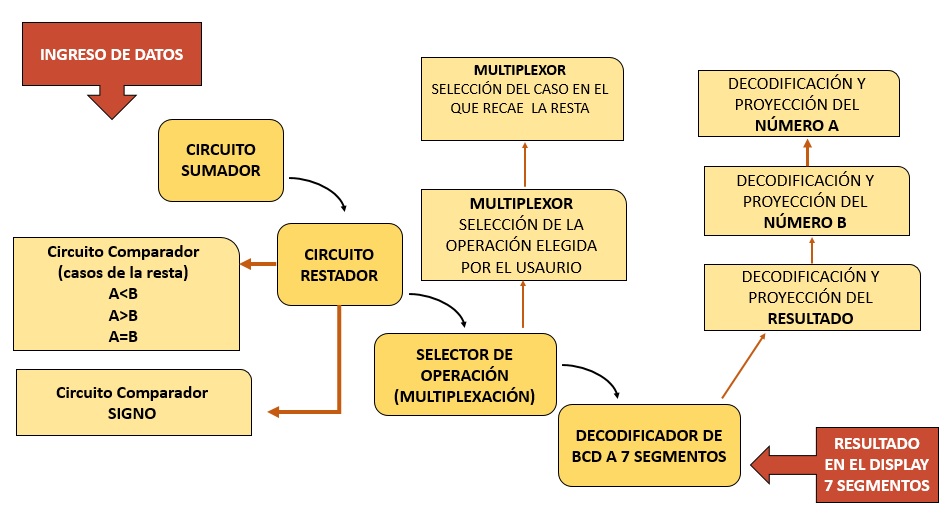 INGRESO DE DATOS
CIRCUITO
SUMADOR
CIRCUITO
RESTADOR
Circuito Comparador
(casos de la resta)
A<B
A>B
A=B
Circuito Comparador
SIGNO
SELECTOR DE
OPERACIÓN
(MULTIPLEXACIÓN)
MULTIPLEXOR
SELECCIÓN DEL CASO EN EL
QUE RECAE LA RESTA
MULTIPLEXOR
SELECCIÓN DE LA
OPERACIÓN ELEGIDA
POR EL USAURIO
DECODIFICADOR DE
BCD A 7 SEGMENTOS
DECODIFICACIÓN Y
PROYECCIÓN DEL
NÚMERO A
DECODIFICACIÓN Y
PROYECCIÓN DEL
NÚMERO B
DECODIFICACIÓN Y
PROYECCIÓN DEL
RESULTADO
RESULTADO
EN EL DISPLAY
7 SEGMENTOS